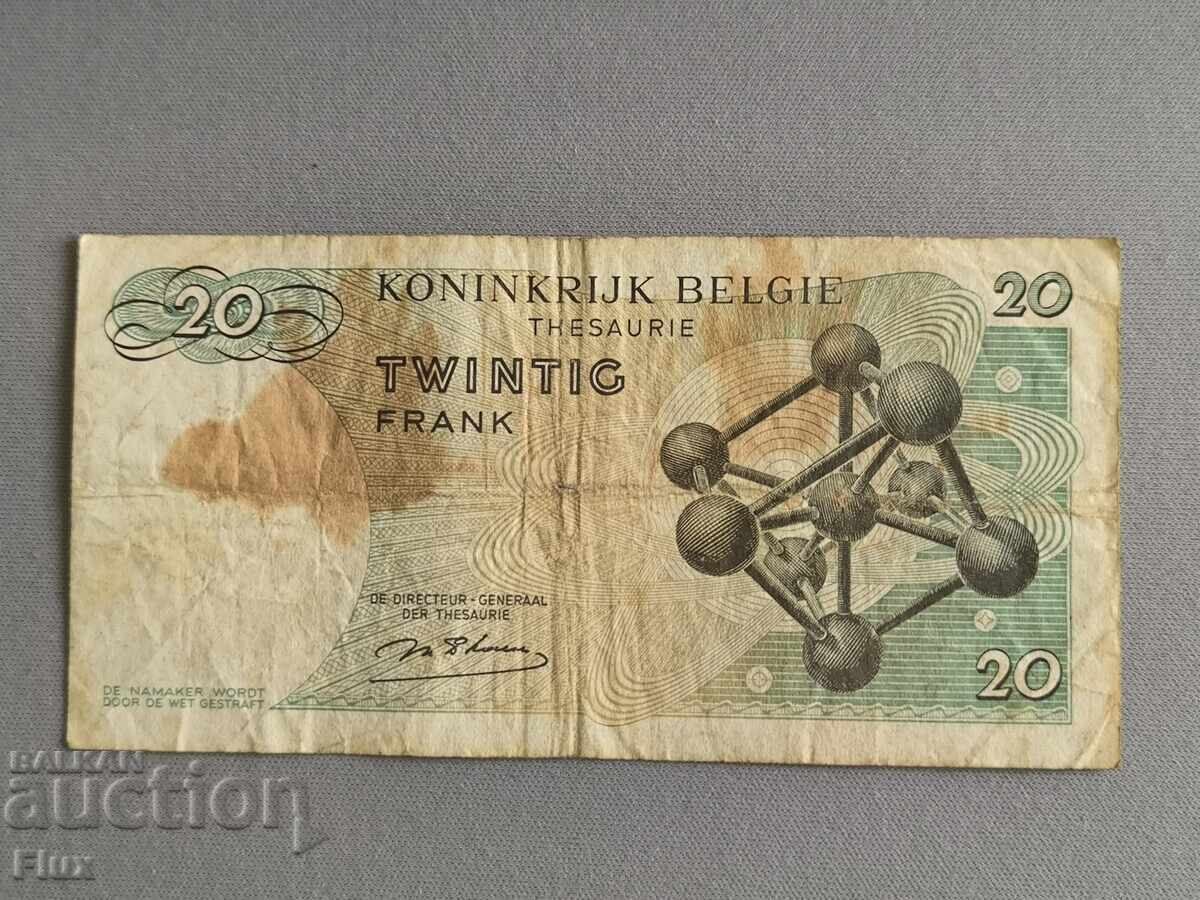 20
KONINKRIJK BELGIE
20
THESAURIE
TWINTIG
FRANK
DE DIRECTEUR-GENERAAL
DER THESAURIE
20
DE NAMAKER WORDT
DOOR DE WET GESTRAFT
BALKAN
auction
Flux